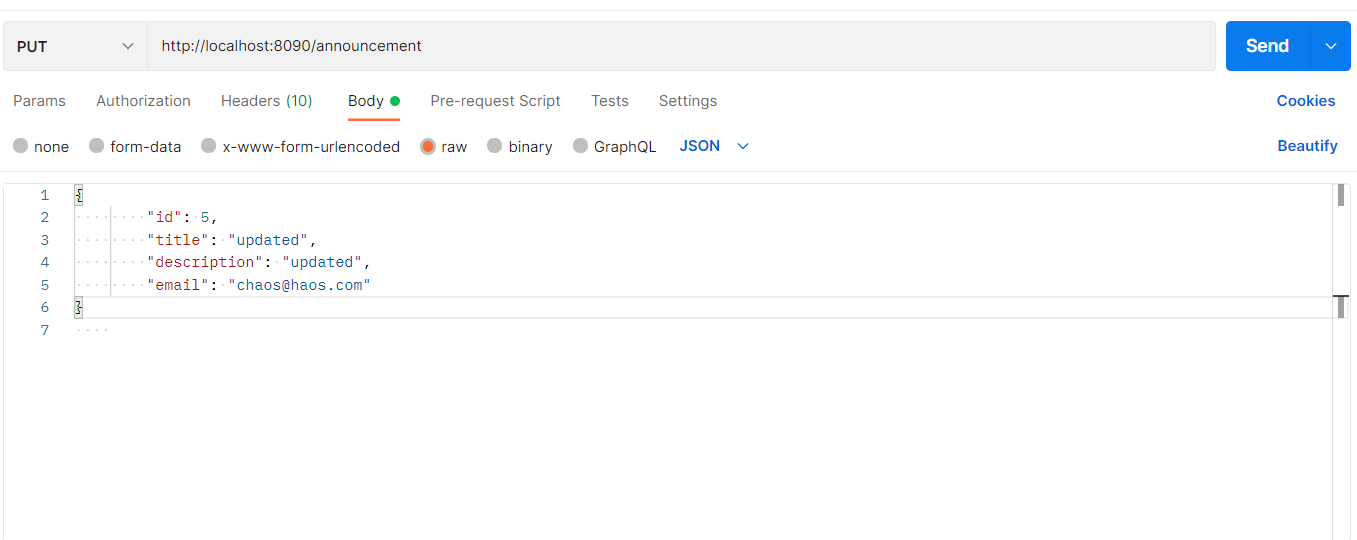 PUT http://localhost:8090/announcement Send
Params Authorization Headers (10) Body Pre-request Script Tests Settings Cookies
none form-data x-www-form-urlencoded raw binary GraphQL JSON Beautify
1 {
2 "id": 5,
3 "title": "updated",
4 "description": "updated",
5 "email": "chaos@haos.com"
6 }
7